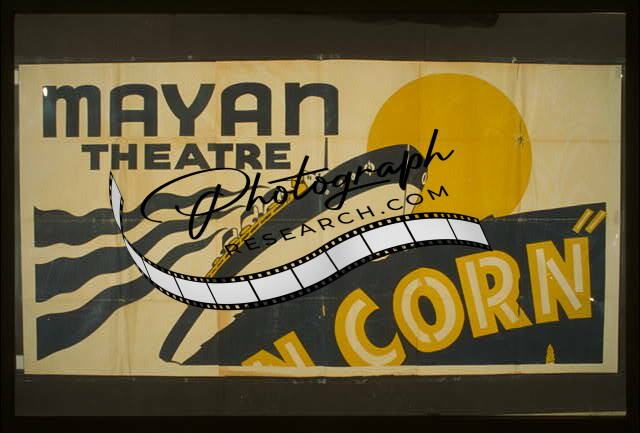 MAYAN
THEATRE
Photograph
RESEARCH.COM
N CORN"